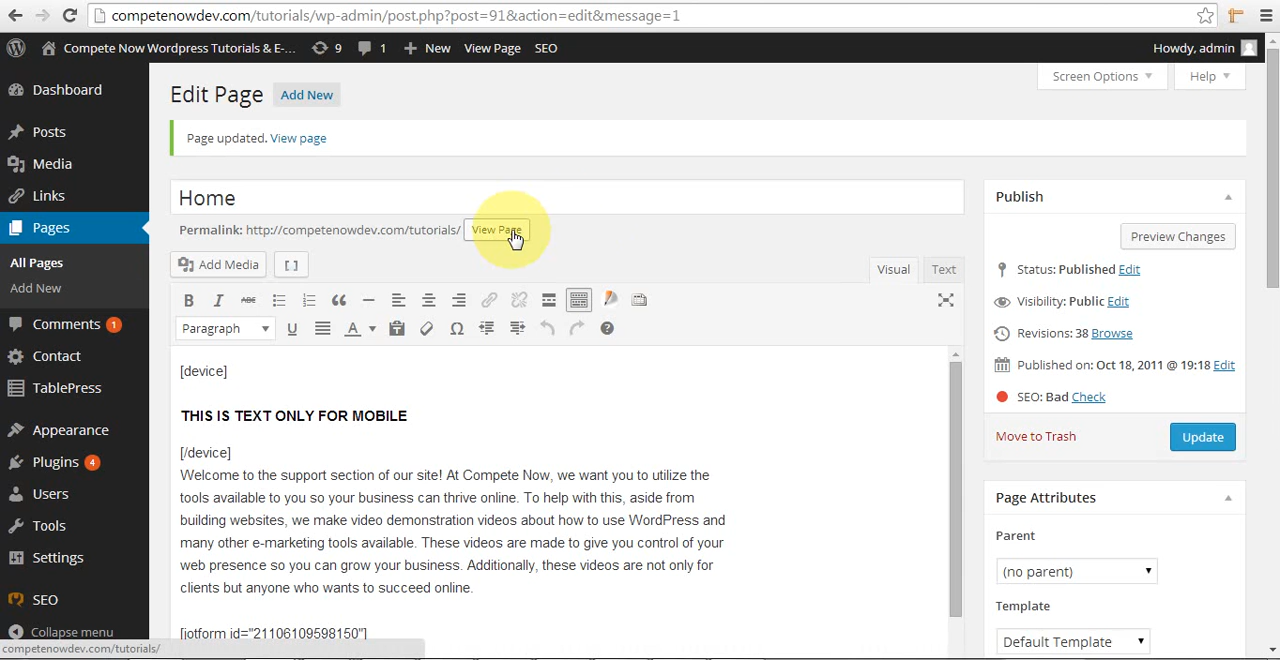 competenowdev.com/tutorials/wp-admin/post.php?post=91&action=edit&message=1
Compete Now Wordpress Tutorials & E-... 9 1 New View Page SEO Howdy, admin
Dashboard
Posts
Media
Links
Pages
All Pages
Add New
Comments 1
Contact
TablePress
Appearance
Plugins 4
Users
Tools
Settings
SEO
Collapse menu
Screen Options Help
Edit Page Add New
Page updated. View page
Home
Permalink: http://competenowdev.com/tutorials/ View Page
Add Media [ ]
Visual Text
B I ABC
Paragraph U A Ω ?
[device]
THIS IS TEXT ONLY FOR MOBILE
[/device]
Welcome to the support section of our site! At Compete Now, we want you to utilize the
tools available to you so your business can thrive online. To help with this, aside from
building websites, we make video demonstration videos about how to use WordPress and
many other e-marketing tools available. These videos are made to give you control of your
web presence so you can grow your business. Additionally, these videos are not only for
clients but anyone who wants to succeed online.
[jotform id="21106109598150"]
Publish
Preview Changes
Status: Published Edit
Visibility: Public Edit
Revisions: 38 Browse
Published on: Oct 18, 2011 @ 19:18 Edit
SEO: Bad Check
Move to Trash Update
Page Attributes
Parent
(no parent)
Template
Default Template
competenowdev.com/tutorials/